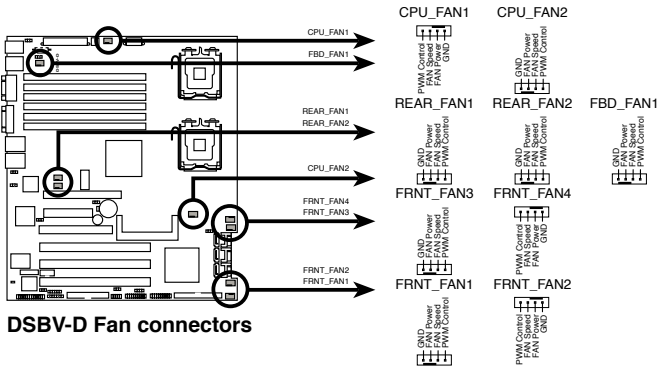 CPU_FAN1 CPU_FAN2
CPU_FAN1
FBD_FAN1
PWM Control
FAN Speed
FAN Power
GND
GND
FAN Power
FAN Speed
PWM Control
REAR_FAN1
REAR_FAN2
REAR_FAN1 REAR_FAN2 FBD_FAN1
GND
FAN Power
FAN Speed
PWM Control
GND
FAN Power
FAN Speed
PWM Control
GND
FAN Power
FAN Speed
PWM Control
CPU_FAN2
FRNT_FAN4
FRNT_FAN3
FRNT_FAN3 FRNT_FAN4
GND
FAN Power
FAN Speed
PWM Control
PWM Control
FAN Speed
FAN Power
GND
FRNT_FAN2
FRNT_FAN1
FRNT_FAN1 FRNT_FAN2
GND
FAN Power
FAN Speed
PWM Control
PWM Control
FAN Speed
FAN Power
GND
DSBV-D Fan connectors